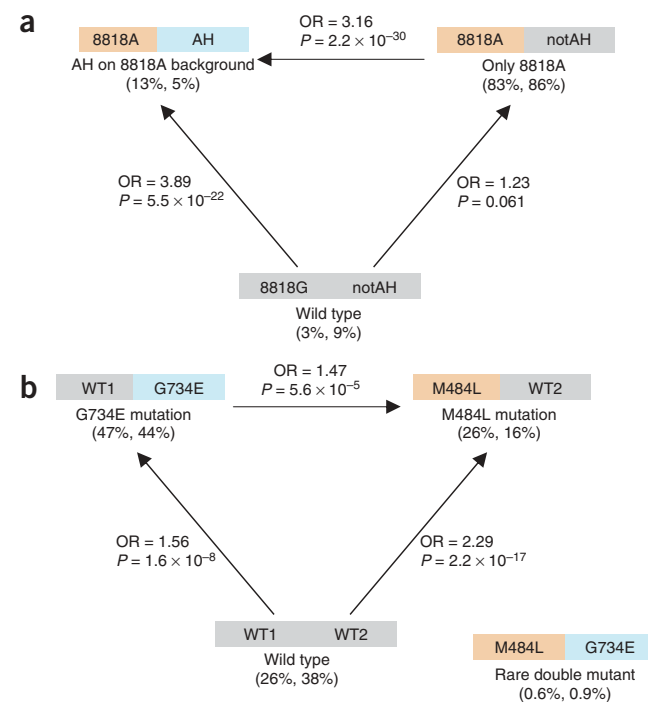 a
8818A AH
AH on 8818A background
(13%, 5%)
OR = 3.16
P = 2.2 × 10–30
8818A notAH
Only 8818A
(83%, 86%)
OR = 3.89
P = 5.5 × 10–22
OR = 1.23
P = 0.061
8818G notAH
Wild type
(3%, 9%)
b
WT1 G734E
G734E mutation
(47%, 44%)
OR = 1.47
P = 5.6 × 10–5
M484L WT2
M484L mutation
(26%, 16%)
OR = 1.56
P = 1.6 × 10–8
OR = 2.29
P = 2.2 × 10–17
WT1 WT2
Wild type
(26%, 38%)
M484L G734E
Rare double mutant
(0.6%, 0.9%)